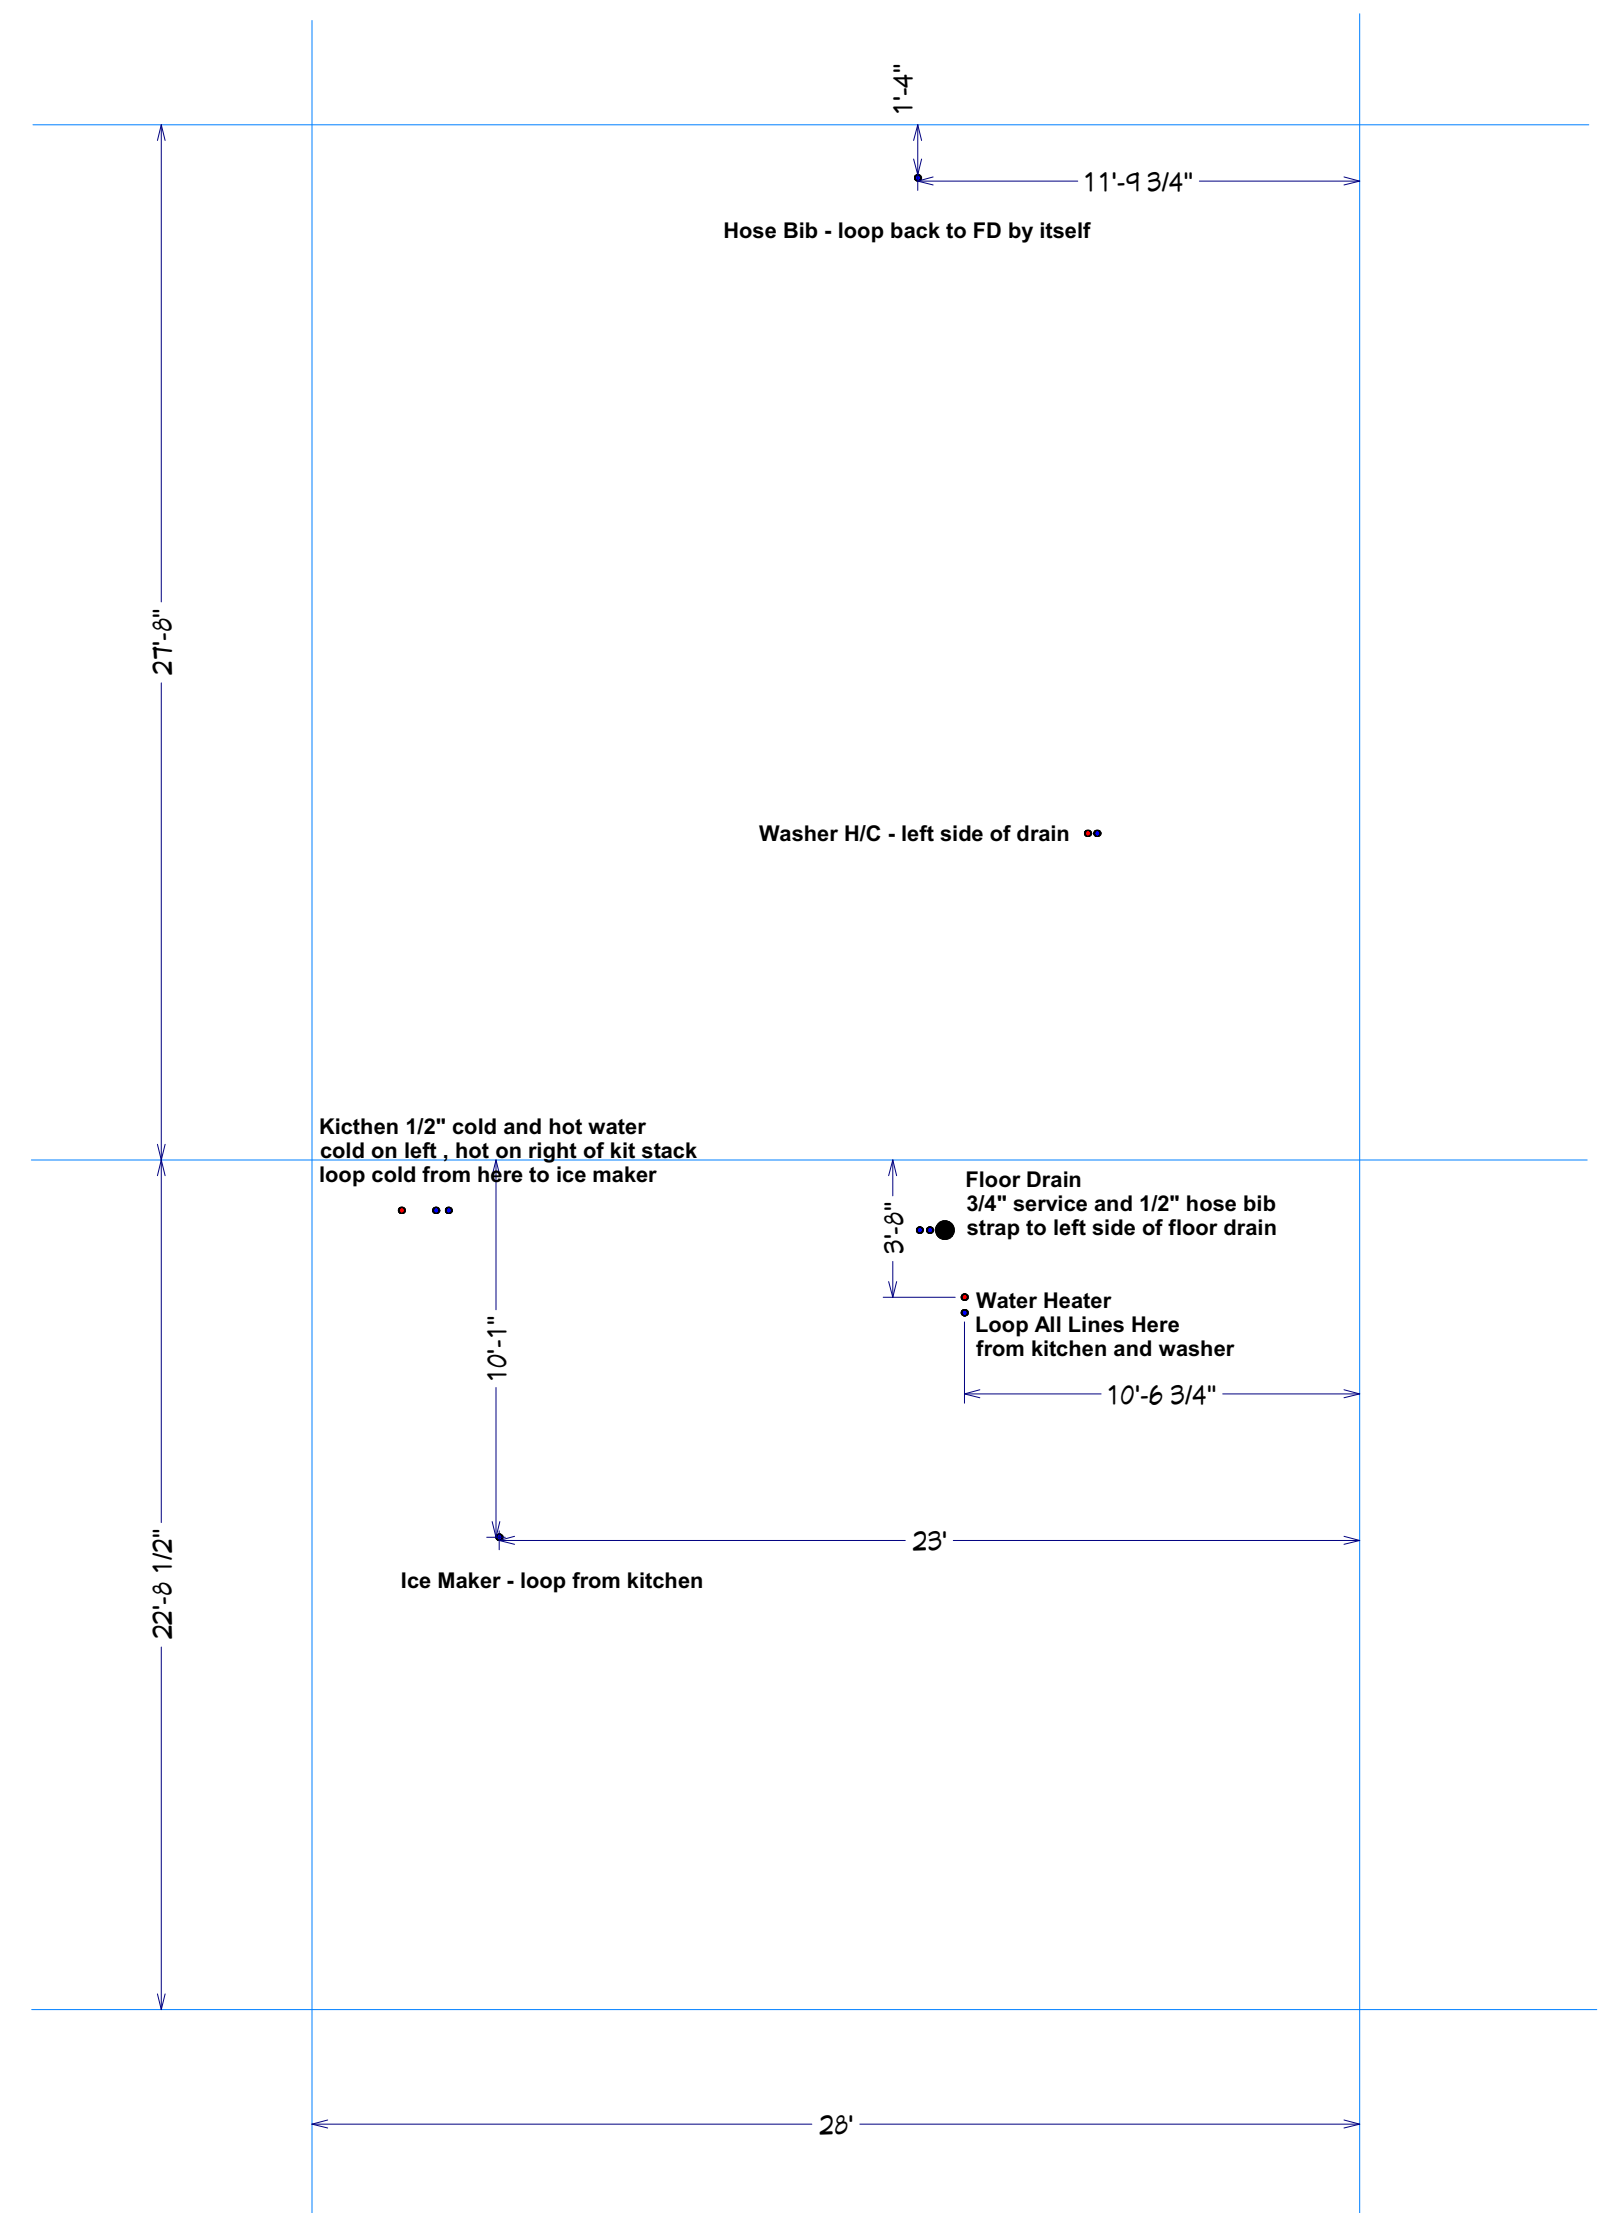 1'-4"
11'-9 3/4"
Hose Bib - loop back to FD by itself
27'-8"
Washer H/C - left side of drain
Kicthen 1/2" cold and hot water
cold on left , hot on right of kit stack
loop cold from here to ice maker
Floor Drain
3/4" service and 1/2" hose bib
strap to left side of floor drain
3'-8"
Water Heater
Loop All Lines Here
from kitchen and washer
10'-1"
10'-6 3/4"
23'
Ice Maker - loop from kitchen
22'-8 1/2"
28'